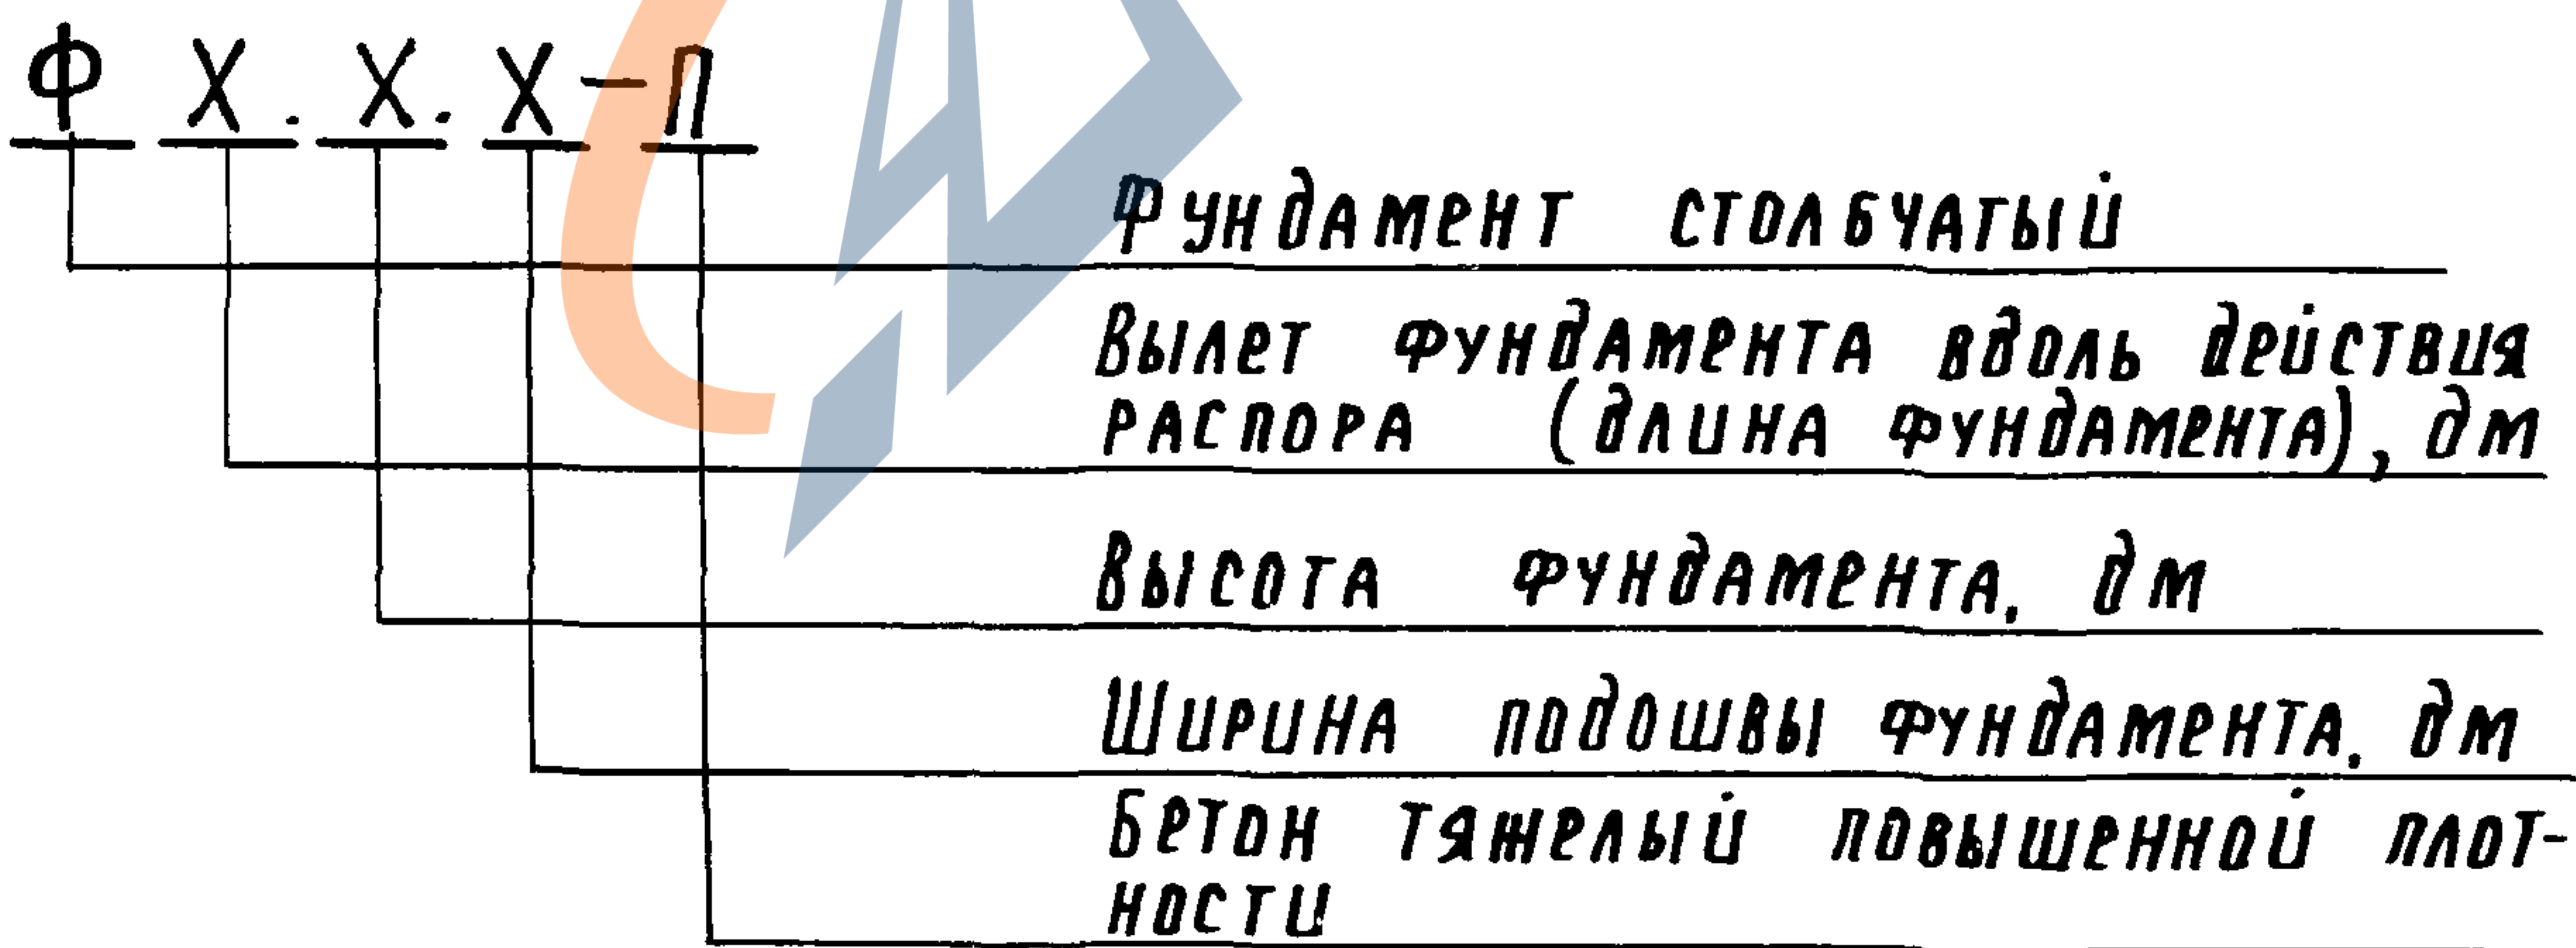 Ф Х . Х . Х - П
Фундамент столбчатый
Вылет фундамента вдоль действия
распора (длина фундамента), дм
Высота фундамента, дм
Ширина подошвы фундамента, дм
Бетон тяжелый повышенной плот-
ности